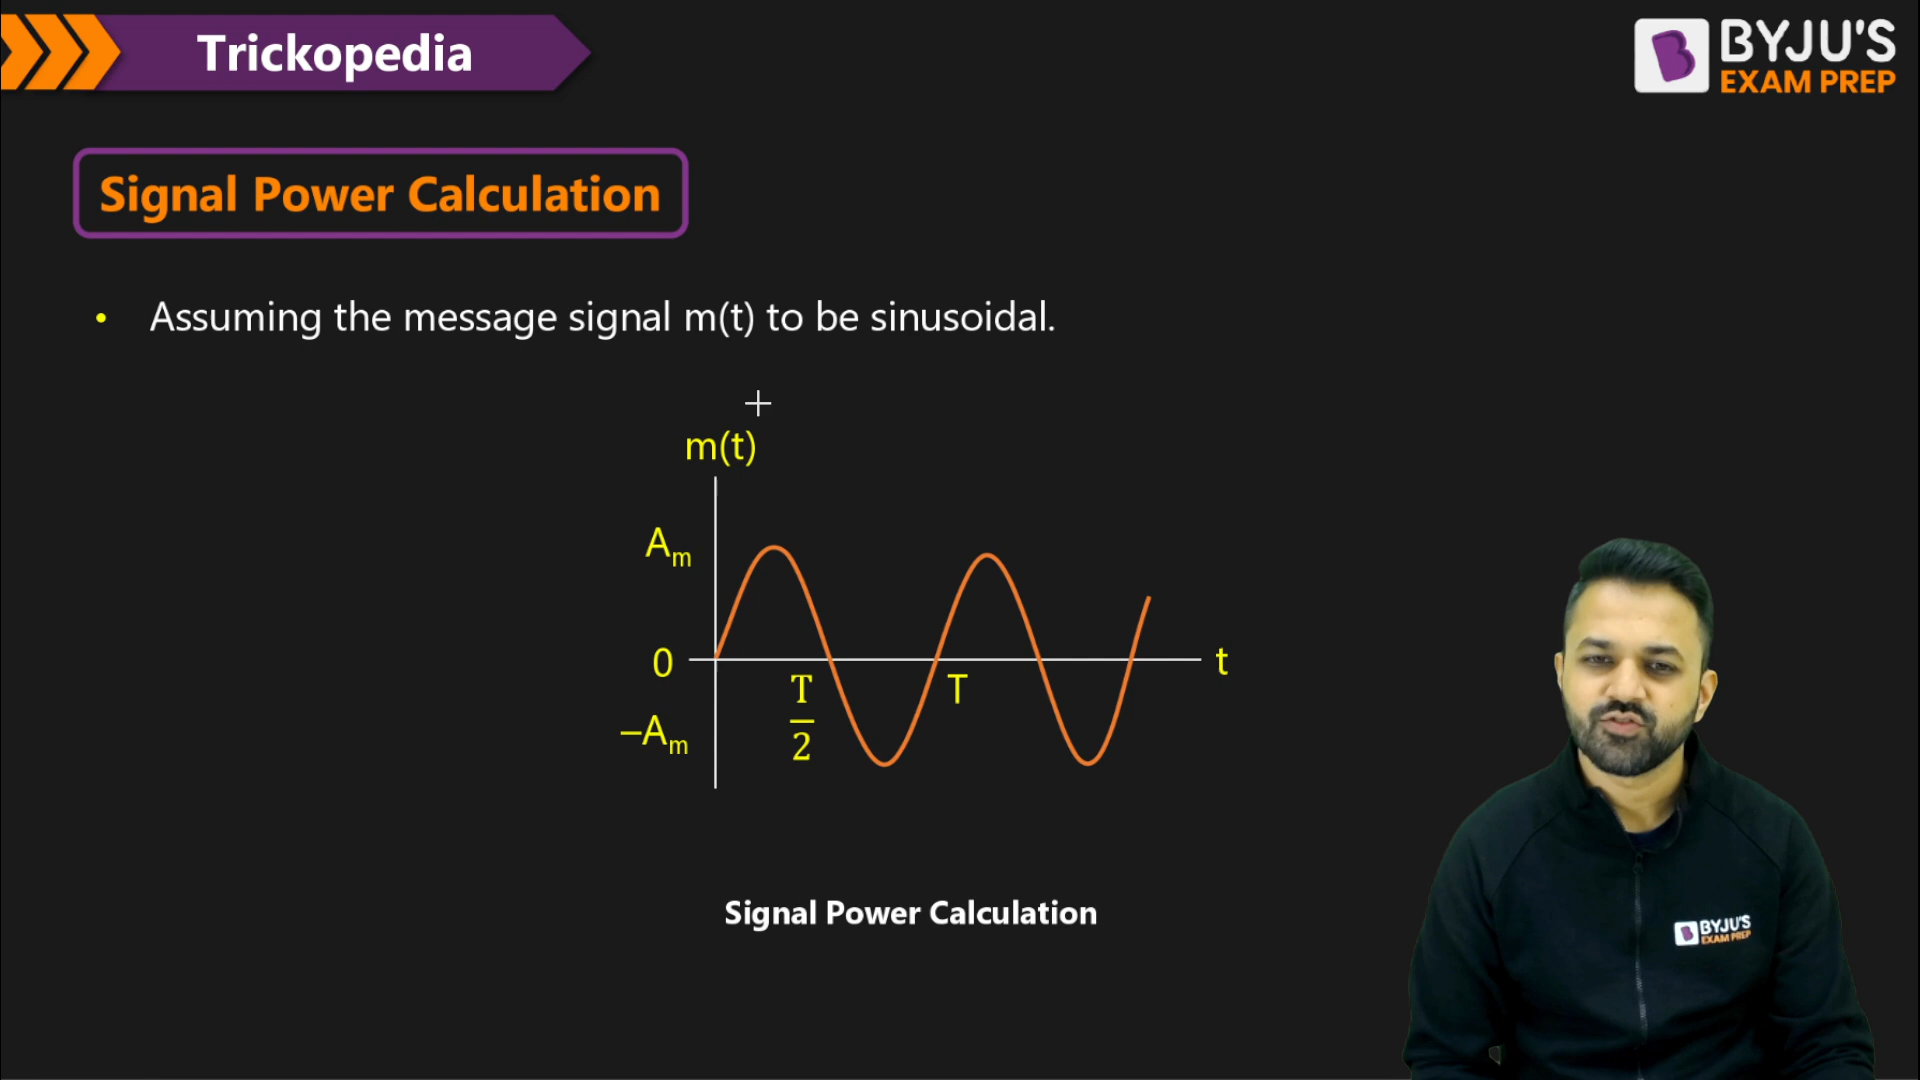 Trickopedia
BYJU'S
EXAM PREP
Signal Power Calculation
• Assuming the message signal m(t) to be sinusoidal.
m(t)
Aₘ
0
t
T/2
T
–Aₘ
Signal Power Calculation
BYJU'S
EXAM PREP